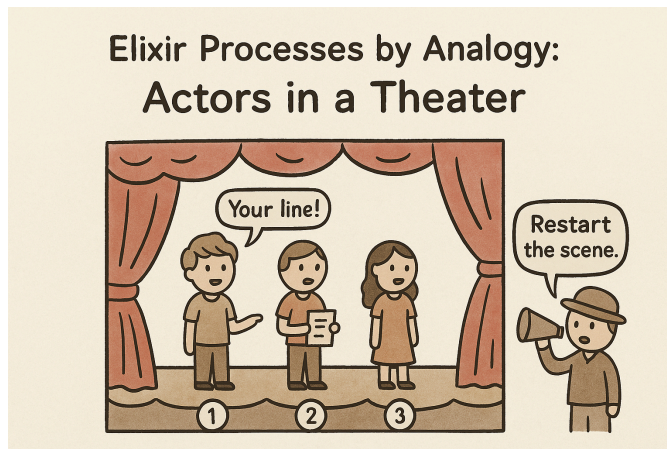 Elixir Processes by Analogy:
Actors in a Theater
Your line!
Restart
the scene.
1
2
3